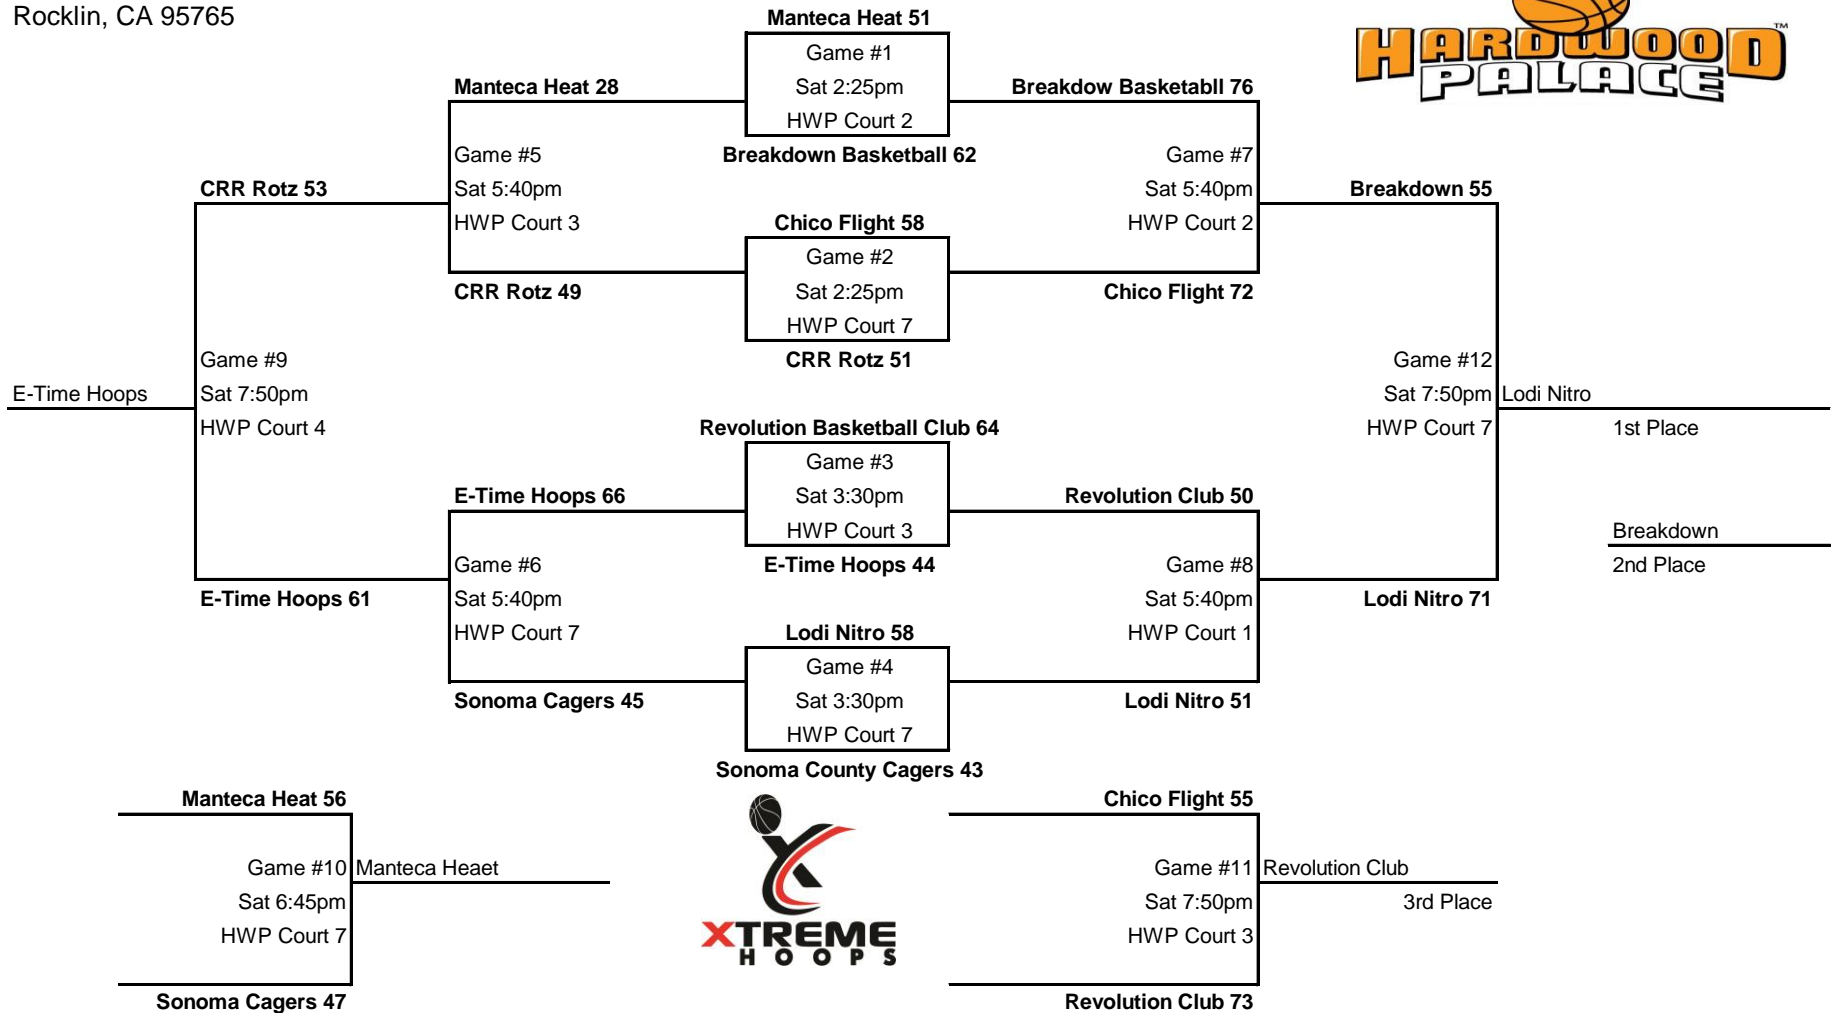 Rocklin, CA 95765
HARDWOOD
PALACE
TM
Manteca Heat 51
Game #1
Sat 2:25pm
HWP Court 2
Breakdown Basketball 62
Manteca Heat 28
Game #5
Sat 5:40pm
HWP Court 3
CRR Rotz 49
Breakdow Basketabll 76
Game #7
Sat 5:40pm
HWP Court 2
Chico Flight 72
Chico Flight 58
Game #2
Sat 2:25pm
HWP Court 7
CRR Rotz 51
CRR Rotz 53
Game #9
Sat 7:50pm
HWP Court 4
E-Time Hoops 61
E-Time Hoops
Breakdown 55
Game #12
Sat 7:50pm
HWP Court 7
Lodi Nitro 71
Lodi Nitro
1st Place
Breakdown
2nd Place
Revolution Basketball Club 64
Game #3
Sat 3:30pm
HWP Court 3
E-Time Hoops 44
E-Time Hoops 66
Game #6
Sat 5:40pm
HWP Court 7
Sonoma Cagers 45
Revolution Club 50
Game #8
Sat 5:40pm
HWP Court 1
Lodi Nitro 51
Lodi Nitro 58
Game #4
Sat 3:30pm
HWP Court 7
Sonoma County Cagers 43
Manteca Heat 56
Game #10
Sat 6:45pm
HWP Court 7
Sonoma Cagers 47
Manteca Heaet
XTREME
HOOPS
Chico Flight 55
Game #11
Sat 7:50pm
HWP Court 3
Revolution Club 73
Revolution Club
3rd Place